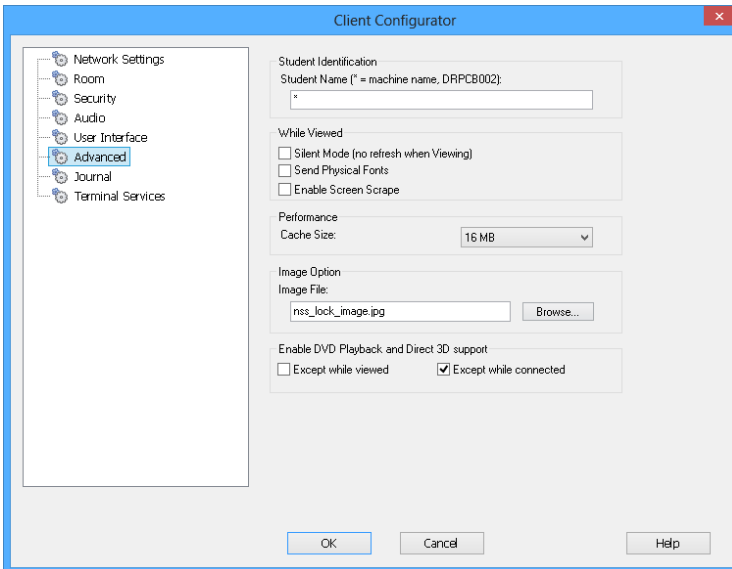 Client Configurator
Network Settings
Room
Security
Audio
User Interface
Advanced
Journal
Terminal Services
Student Identification
Student Name (* = machine name, DRPCB002):
*
While Viewed
Silent Mode (no refresh when Viewing)
Send Physical Fonts
Enable Screen Scrape
Performance
Cache Size: 16 MB
Image Option
Image File:
nss_lock_image.jpg Browse...
Enable DVD Playback and Direct 3D support
Except while viewed Except while connected
OK Cancel Help